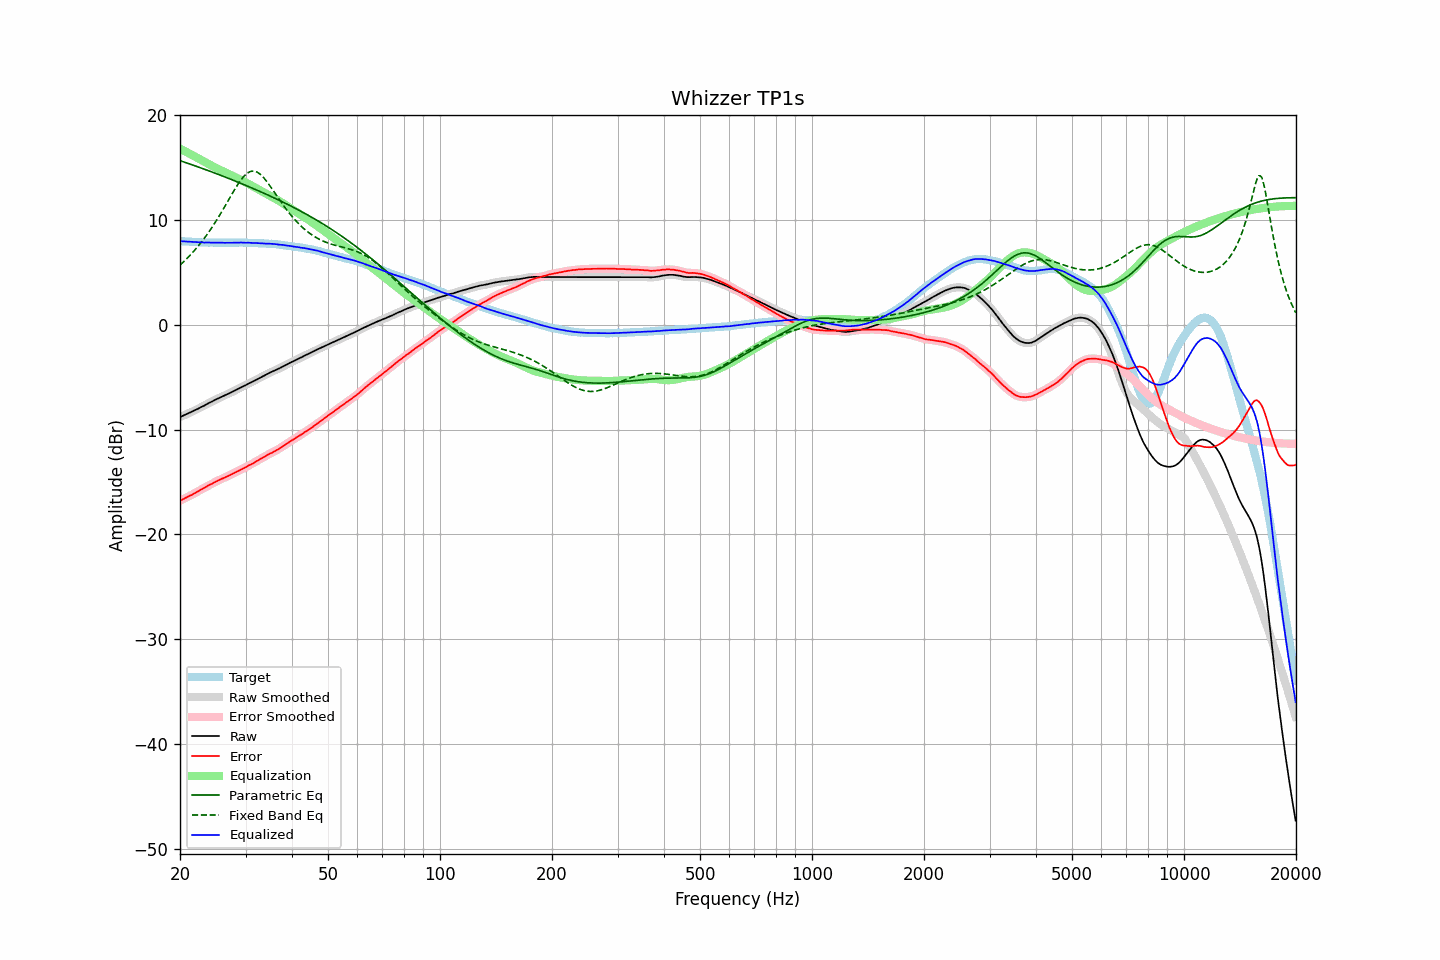 Whizzer TP1s
20
10
0
−10
−20
−30
−40
−50
Amplitude (dBr)
Target
Raw Smoothed
Error Smoothed
Raw
Error
Equalization
Parametric Eq
Fixed Band Eq
Equalized
20 50 100 200 500 1000 2000 5000 10000 20000
Frequency (Hz)